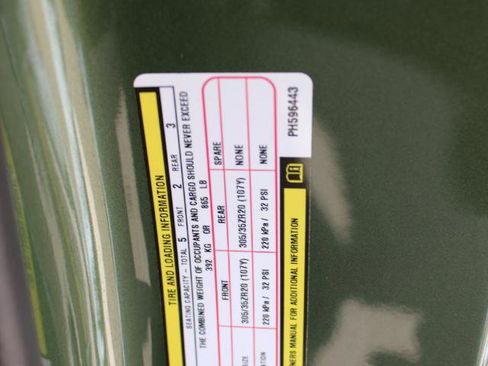 TIRE AND LOADING INFORMATION
SEATING CAPACITY - TOTAL 5 FRONT 2 REAR 3
THE COMBINED WEIGHT OF OCCUPANTS AND CARGO SHOULD NEVER EXCEED
392 KG OR 865 LB
FRONT REAR SPARE
SIZE 305/35ZR20 (107Y) 305/35ZR20 (107Y) NONE
220 kPa / 32 PSI 220 kPa / 32 PSI NONE
MANUAL FOR ADDITIONAL INFORMATION
PH596443